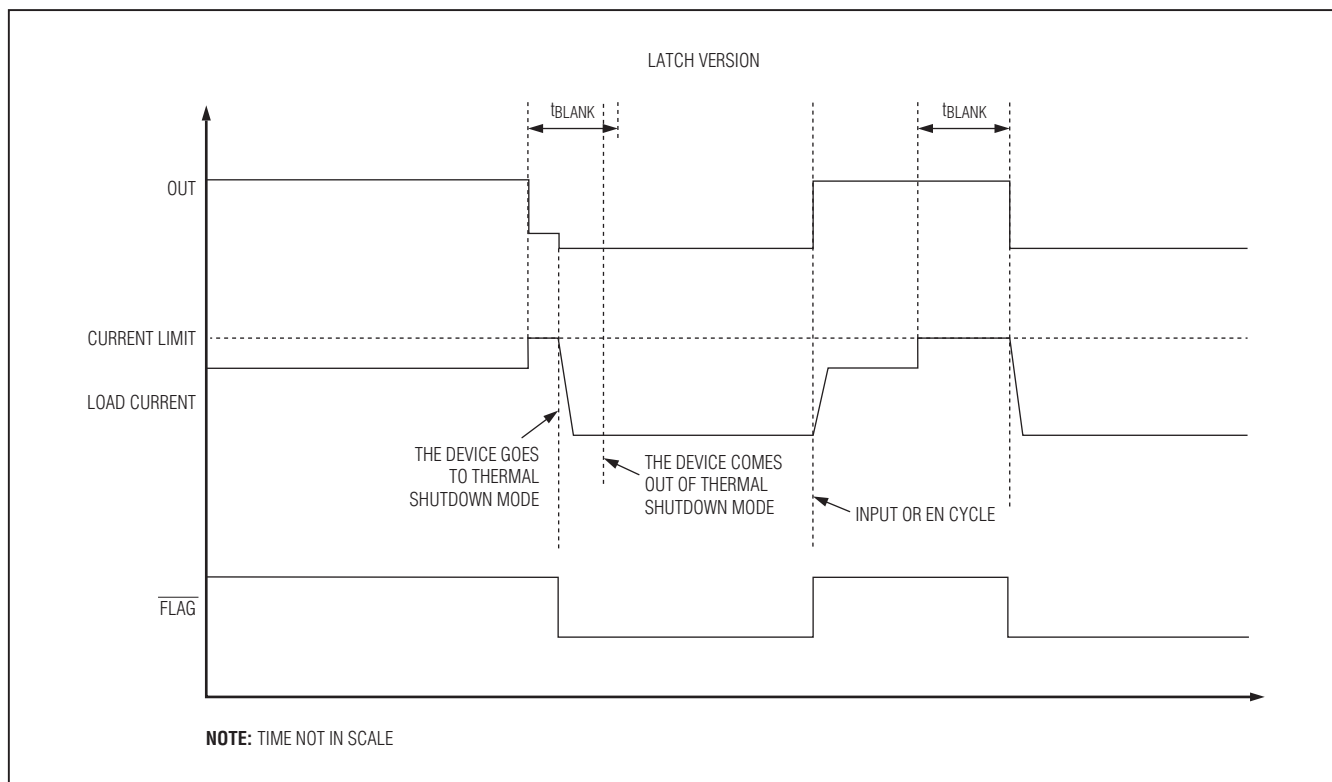 LATCH VERSION
tBLANK
tBLANK
OUT
CURRENT LIMIT
LOAD CURRENT
THE DEVICE GOES
TO THERMAL
SHUTDOWN MODE
THE DEVICE COMES
OUT OF THERMAL
SHUTDOWN MODE
INPUT OR EN CYCLE
FLAG
NOTE: TIME NOT IN SCALE